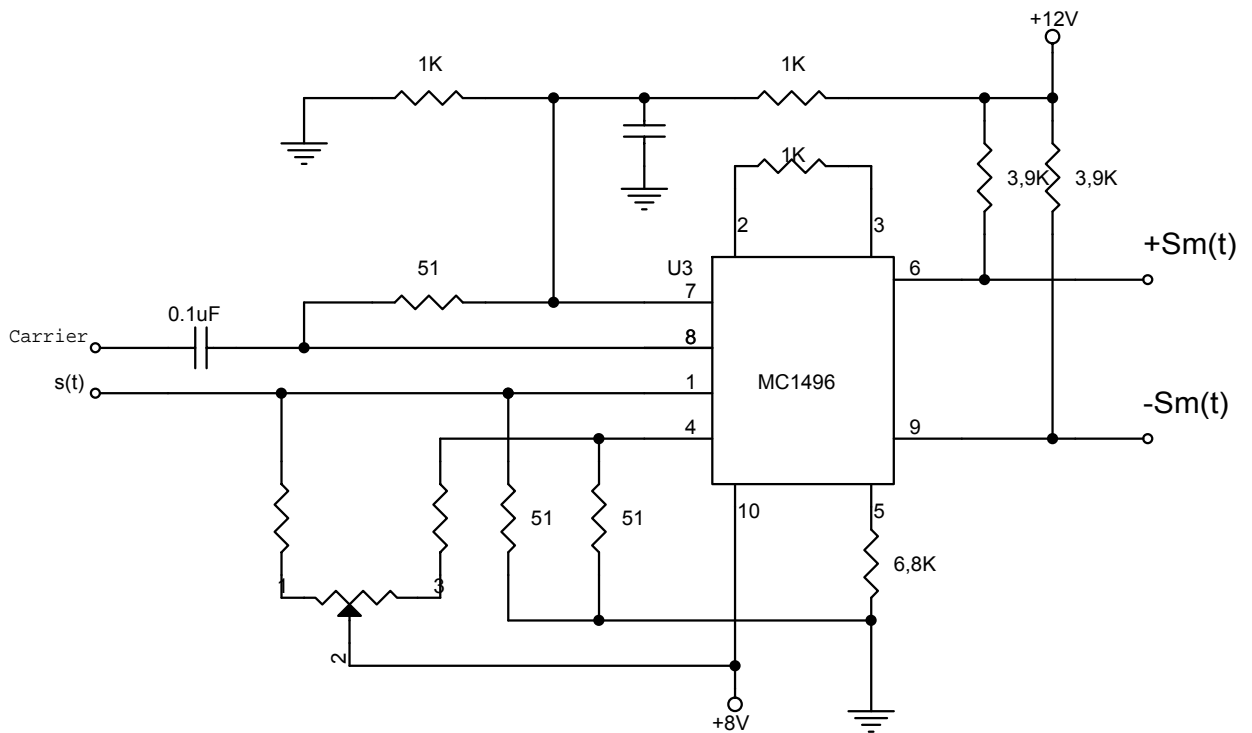 +12V
1K
1K
1K
3,9K
3,9K
2
3
+Sm(t)
51
U3
6
7
0.1uF
Carrier
8
s(t)
1
MC1496
-Sm(t)
4
9
10
5
51
51
6,8K
1
3
2
+8V